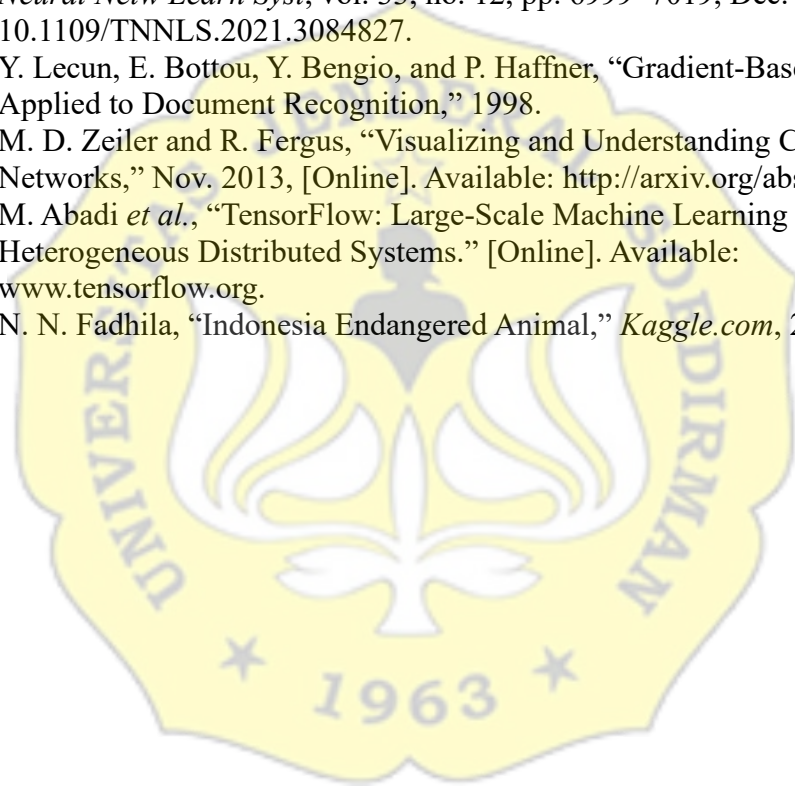 Neural Netw Learn Syst, vol. 33, no. 12, pp. 6999–7019, Dec.
10.1109/TNNLS.2021.3084827.
Y. Lecun, E. Bottou, Y. Bengio, and P. Haffner, “Gradient-Base
Applied to Document Recognition,” 1998.
M. D. Zeiler and R. Fergus, “Visualizing and Understanding C
Networks,” Nov. 2013, [Online]. Available: http://arxiv.org/abs
M. Abadi et al., “TensorFlow: Large-Scale Machine Learning
Heterogeneous Distributed Systems.” [Online]. Available:
www.tensorflow.org.
N. N. Fadhila, “Indonesia Endangered Animal,” Kaggle.com, 2
UNIVERSITAS JENDERAL SOEDIRMAN
1963